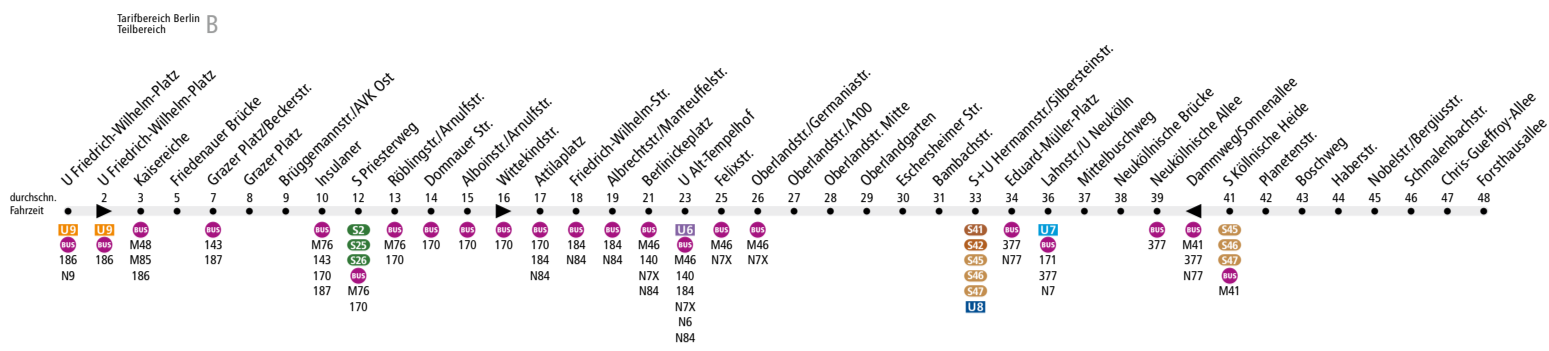 Tarifbereich Berlin
Teilbereich B
U Friedrich-Wilhelm-Platz
U Friedrich-Wilhelm-Platz
Kaisereiche
Friedenauer Brücke
Grazer Platz/Beckerstr.
Grazer Platz
Brüggemannstr./AVK Ost
Insulaner
S Priesterweg
Röblingstr./Arnulfstr.
Domnauer Str.
Alboinstr./Arnulfstr.
Wittekindstr.
Attilaplatz
Friedrich-Wilhelm-Str.
Albrechtstr./Manteuffelstr.
Berlinickeplatz
U Alt-Tempelhof
Felixstr.
Oberlandstr./Germaniastr.
Oberlandstr./A100
Oberlandstr. Mitte
Oberlandgarten
Eschersheimer Str.
Bambachstr.
S+U Hermannstr./Silbersteinstr.
Eduard-Müller-Platz
Lahnstr./U Neukölln
Mittelbuschweg
Neuköllnische Brücke
Neuköllnische Allee
Dammweg/Sonnenallee
S Köllnische Heide
Planetenstr.
Boschweg
Haberstr.
Nobelstr./Bergiusstr.
Schmalenbachstr.
Chris-Gueffroy-Allee
Forsthausallee
durchschn. 2 3 5 7 8 9 10 12 13 14 15 16 17 18 19 21 23 25 26 27 28 29 30 31 33 34 36 37 38 39 41 42 43 44 45 46 47 48
Fahrzeit
U9 U9 BUS BUS BUS S2 BUS BUS BUS BUS BUS BUS BUS BUS U6 BUS BUS S41 BUS U7 BUS BUS S45
BUS BUS M48 143 M76 S25 M76 170 170 170 170 184 184 M46 BUS M46 M46 S42 377 BUS 377 M41 S46
186 186 M85 187 143 S26 170 184 N84 N84 140 M46 N7X N7X S45 N77 171 377 S47
N9 186 170 BUS N84 N7X 140 S46 377 N77 BUS
187 M76 N84 184 S47 N7 M41
170 N7X U8
N6
N84